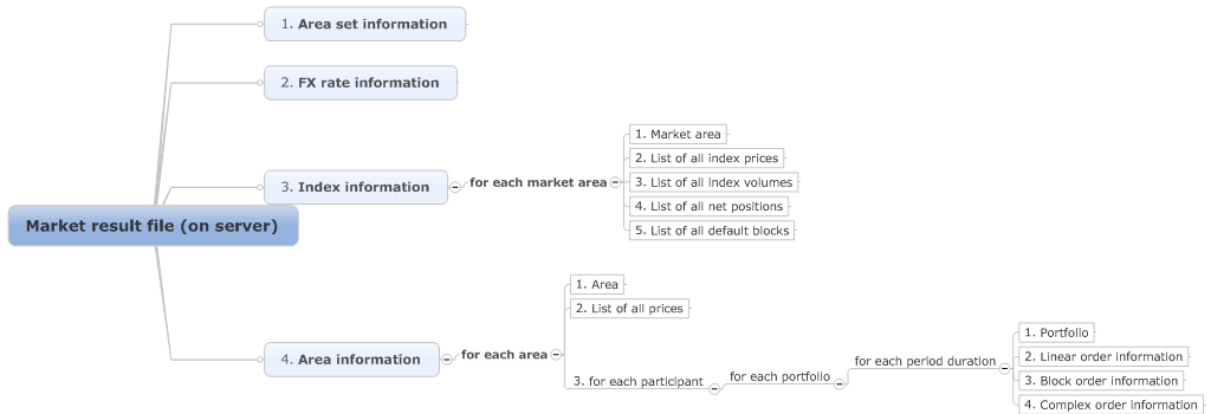 1. Area set information
2. FX rate information
3. Index information
for each market area
1. Market area
2. List of all index prices
3. List of all index volumes
4. List of all net positions
5. List of all default blocks
Market result file (on server)
4. Area information
for each area
1. Area
2. List of all prices
3. for each participant
for each portfolio
for each period duration
1. Portfolio
2. Linear order information
3. Block order information
4. Complex order information